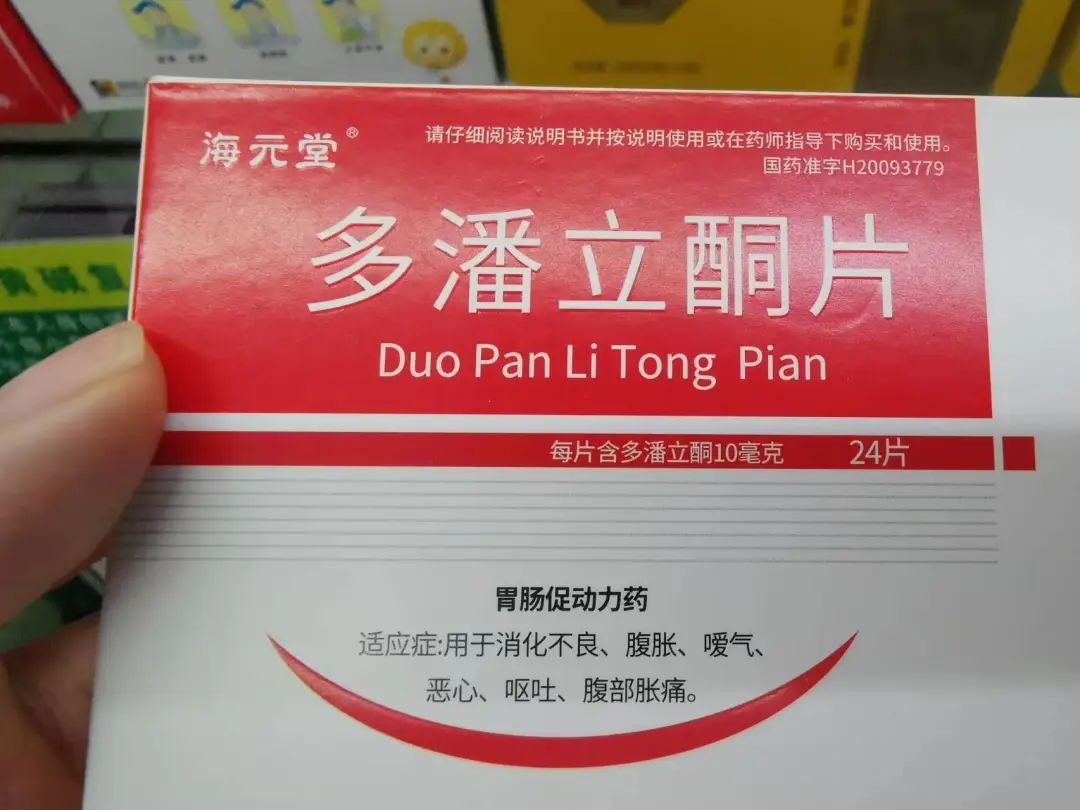 海元堂®
请仔细阅读说明书并按说明使用或在药师指导下购买和使用。
国药准字H20093779
多潘立酮片
Duo Pan Li Tong Pian
每片含多潘立酮10毫克 24片
胃肠促动力药
适应症:用于消化不良、腹胀、嗳气、
恶心、呕吐、腹部胀痛。